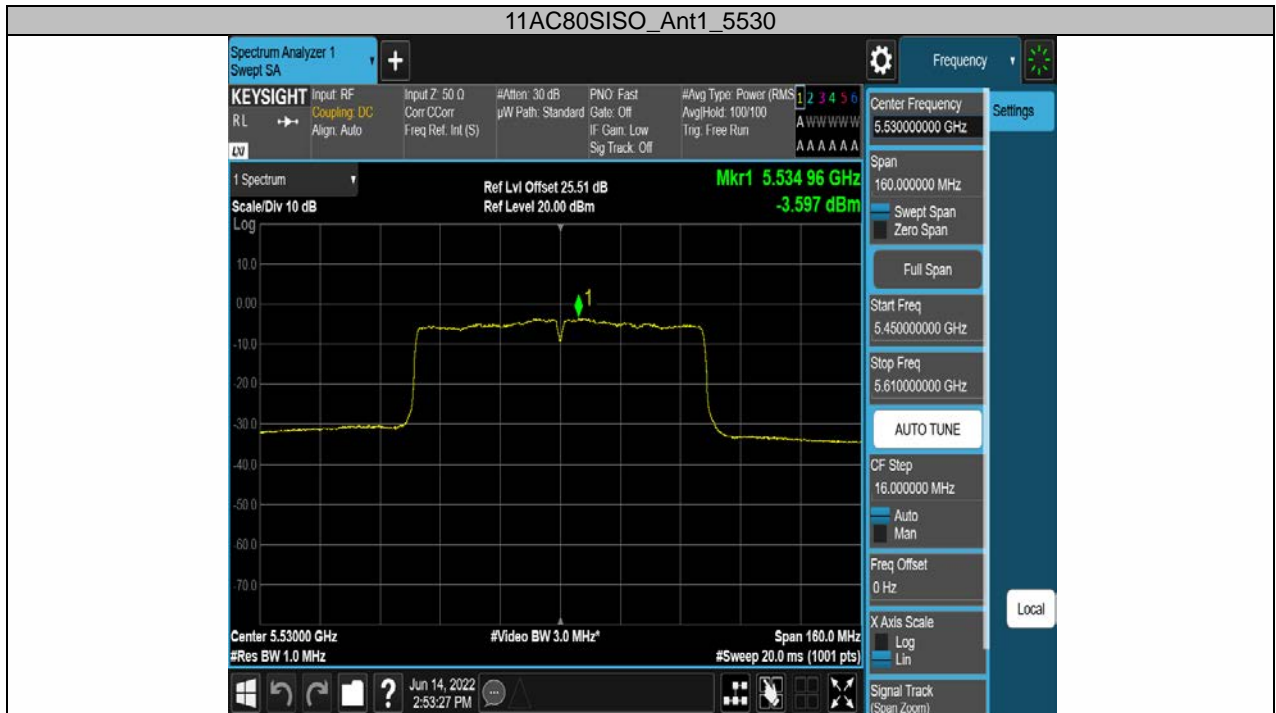 11AC80SISO_Ant1_5530
Spectrum Analyzer 1
Swept SA
+
Frequency
KEYSIGHT
RL
LXI
Input: RF
Coupling: DC
Align: Auto
Input Z: 50 Ω
Corr CCorr
Freq Ref: Int (S)
#Atten: 30 dB
µW Path: Standard
PNO: Fast
Gate: Off
IF Gain: Low
Sig Track: Off
#Avg Type: Power (RMS
Avg|Hold: 100/100
Trig: Free Run
1 2 3 4 5 6
A W W W W W
A A A A A A
1 Spectrum
Scale/Div 10 dB
Ref Lvl Offset 25.51 dB
Ref Level 20.00 dBm
Mkr1 5.534 96 GHz
-3.597 dBm
Log
10.0
0.00
-10.0
-20.0
-30.0
-40.0
-50.0
-60.0
-70.0
1
Center 5.53000 GHz
#Res BW 1.0 MHz
#Video BW 3.0 MHz*
Span 160.0 MHz
#Sweep 20.0 ms (1001 pts)
Center Frequency
5.530000000 GHz
Settings
Span
160.000000 MHz
Swept Span
Zero Span
Full Span
Start Freq
5.450000000 GHz
Stop Freq
5.610000000 GHz
AUTO TUNE
CF Step
16.000000 MHz
Auto
Man
Freq Offset
0 Hz
X Axis Scale
Log
Lin
Local
Signal Track
(Span Zoom)
?
Jun 14, 2022
2:53:27 PM